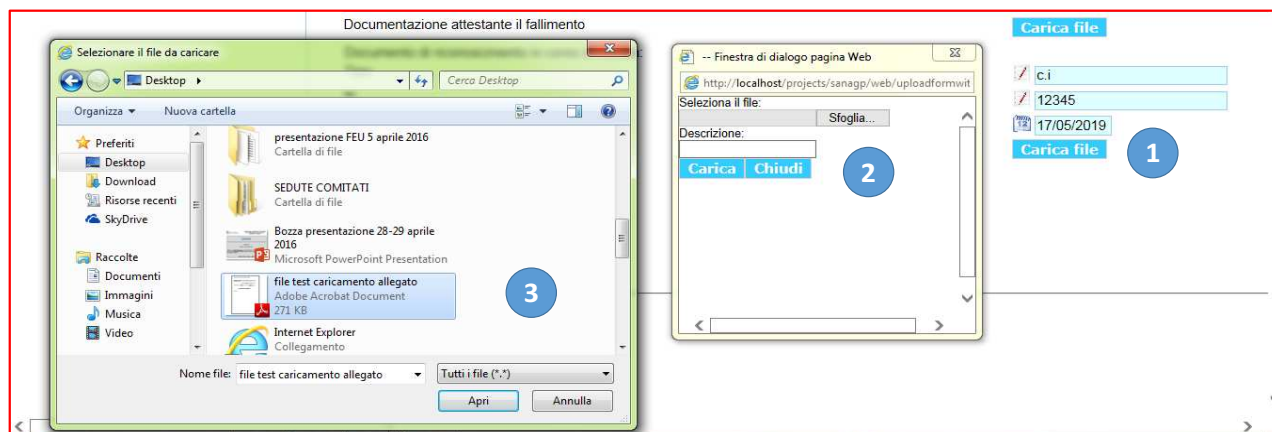 Documentazione attestante il fallimento
Carica file
c.i
12345
17/05/2019
Carica file
1
-- Finestra di dialogo pagina Web
http://localhost/projects/sanagp/web/uploadformwit
Seleziona il file:
Sfoglia...
Descrizione:
Carica Chiudi
2
Selezionare il file da caricare
Desktop
Cerca Desktop
Organizza Nuova cartella
Preferiti
Desktop
Download
Risorse recenti
SkyDrive
Raccolte
Documenti
Immagini
Musica
Video
presentazione FEU 5 aprile 2016
Cartella di file
SEDUTE COMITATI
Cartella di file
Bozza presentazione 28-29 aprile
2016
Microsoft PowerPoint Presentation
file test caricamento allegato
Adobe Acrobat Document
271 KB
Internet Explorer
Collegamento
3
Nome file: file test caricamento allegato Tutti i file (*.*)
Apri Annulla